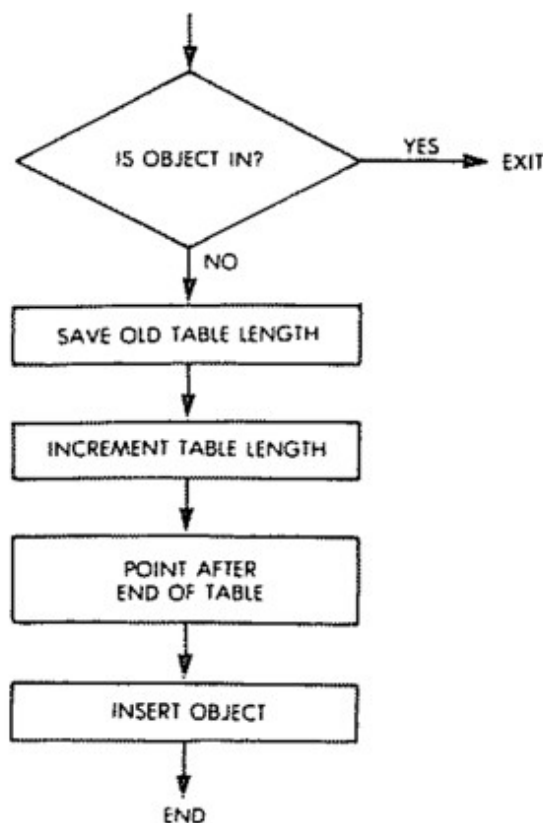 IS OBJECT IN?
YES
EXIT
NO
SAVE OLD TABLE LENGTH
INCREMENT TABLE LENGTH
POINT AFTER
END OF TABLE
INSERT OBJECT
END